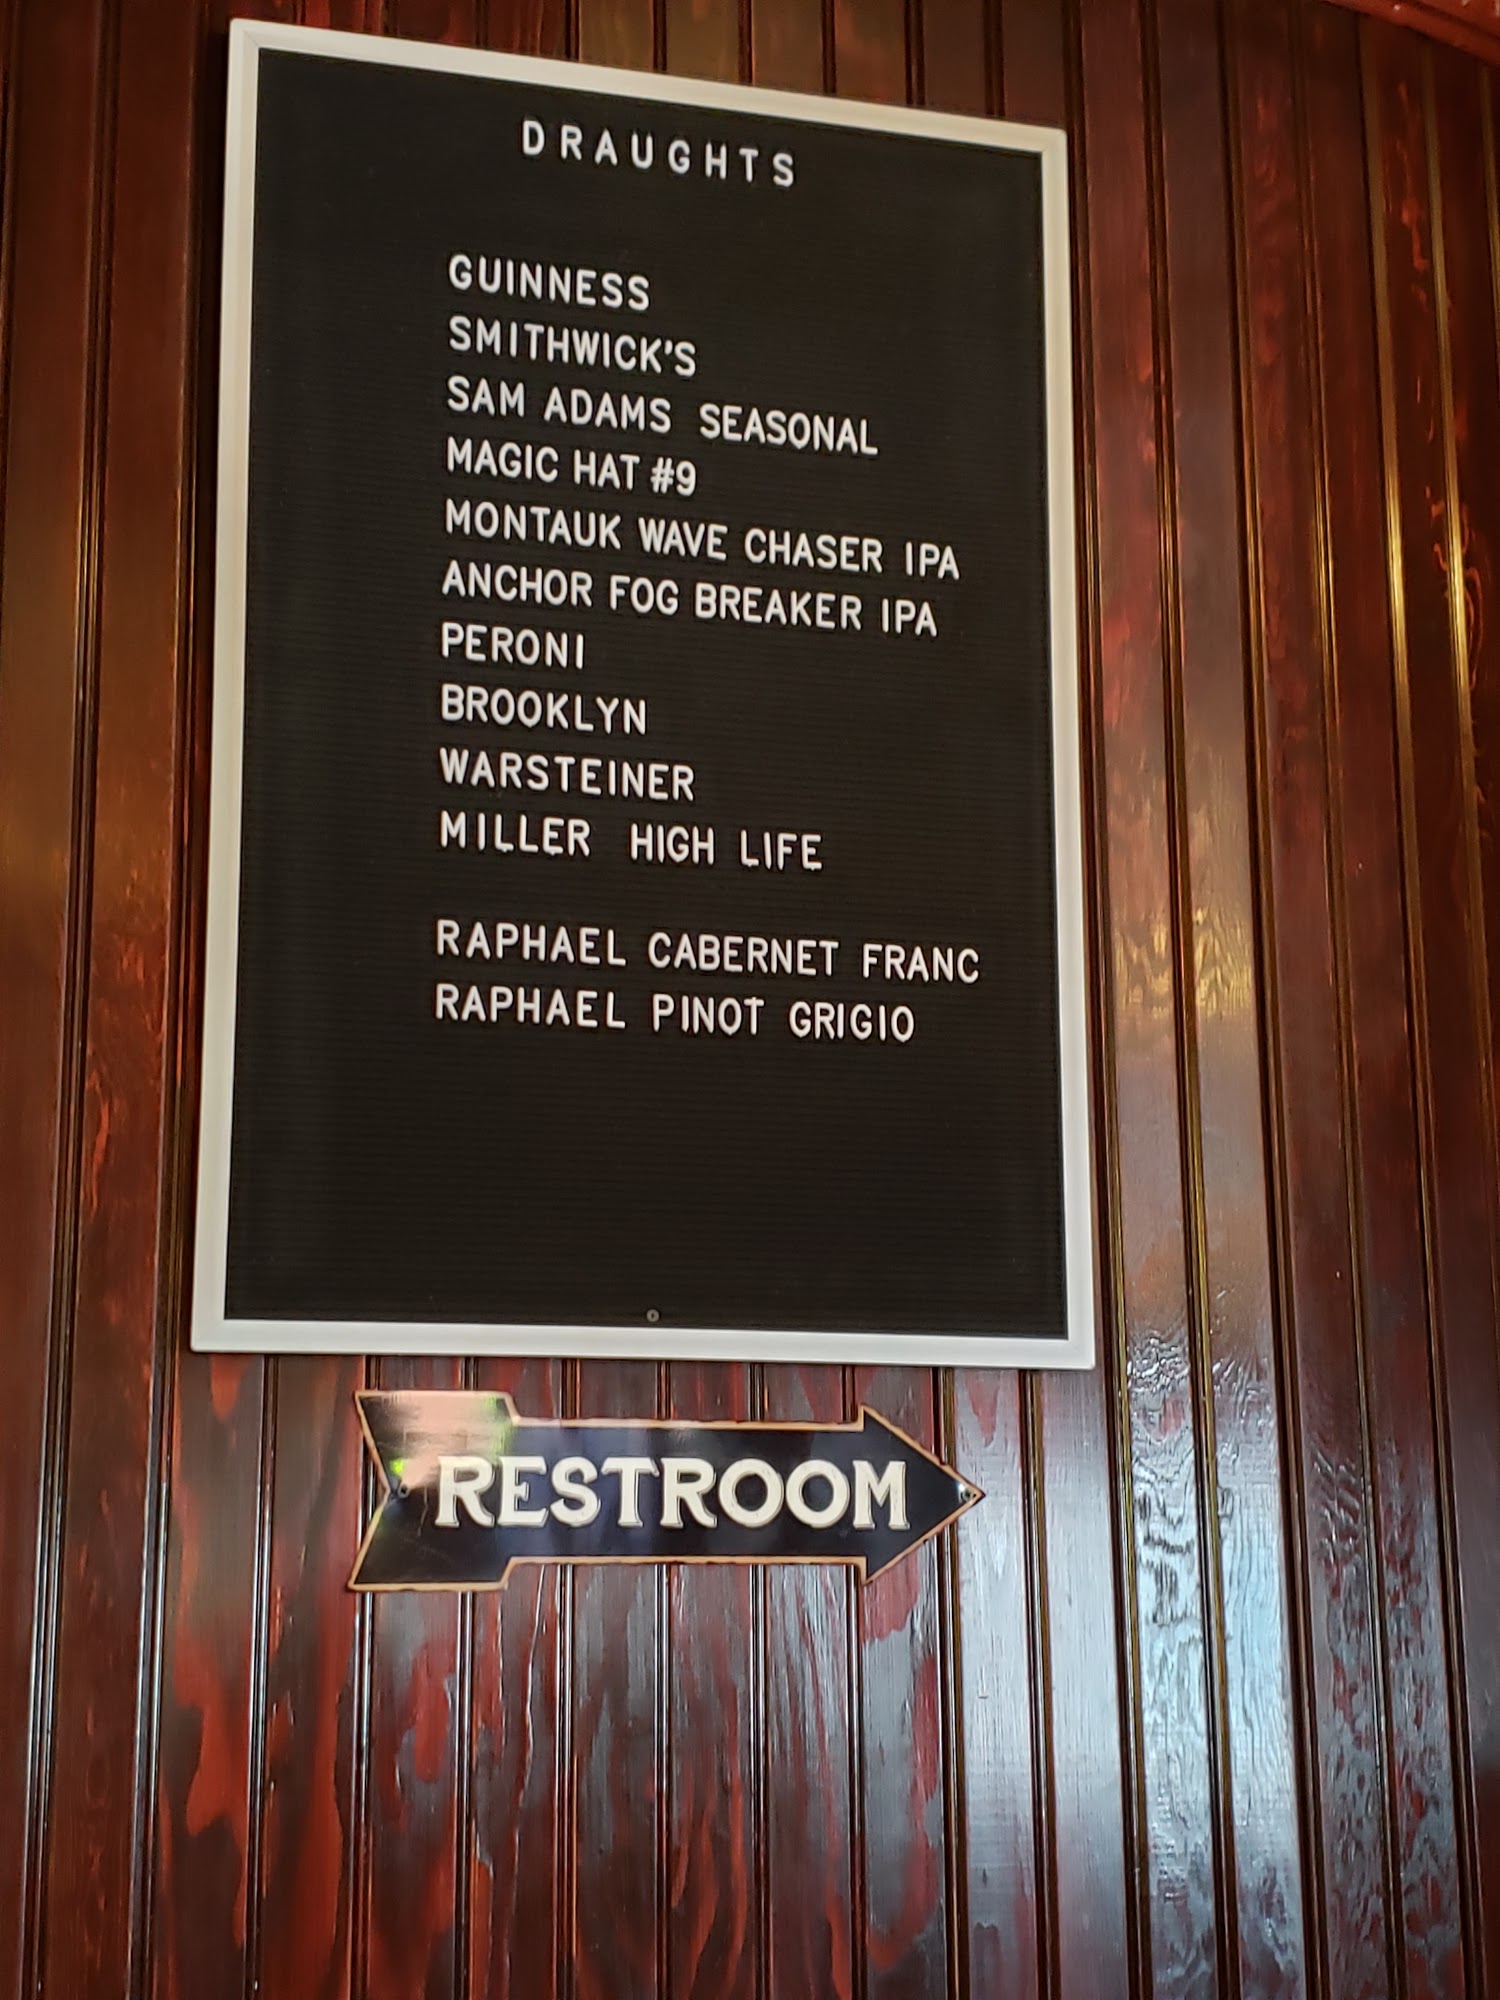 DRAUGHTS
GUINNESS
SMITHWICK'S
SAM ADAMS SEASONAL
MAGIC HAT #9
MONTAUK WAVE CHASER IPA
ANCHOR FOG BREAKER IPA
PERONI
BROOKLYN
WARSTEINER
MILLER HIGH LIFE
RAPHAEL CABERNET FRANC
RAPHAEL PINOT GRIGIO
RESTROOM